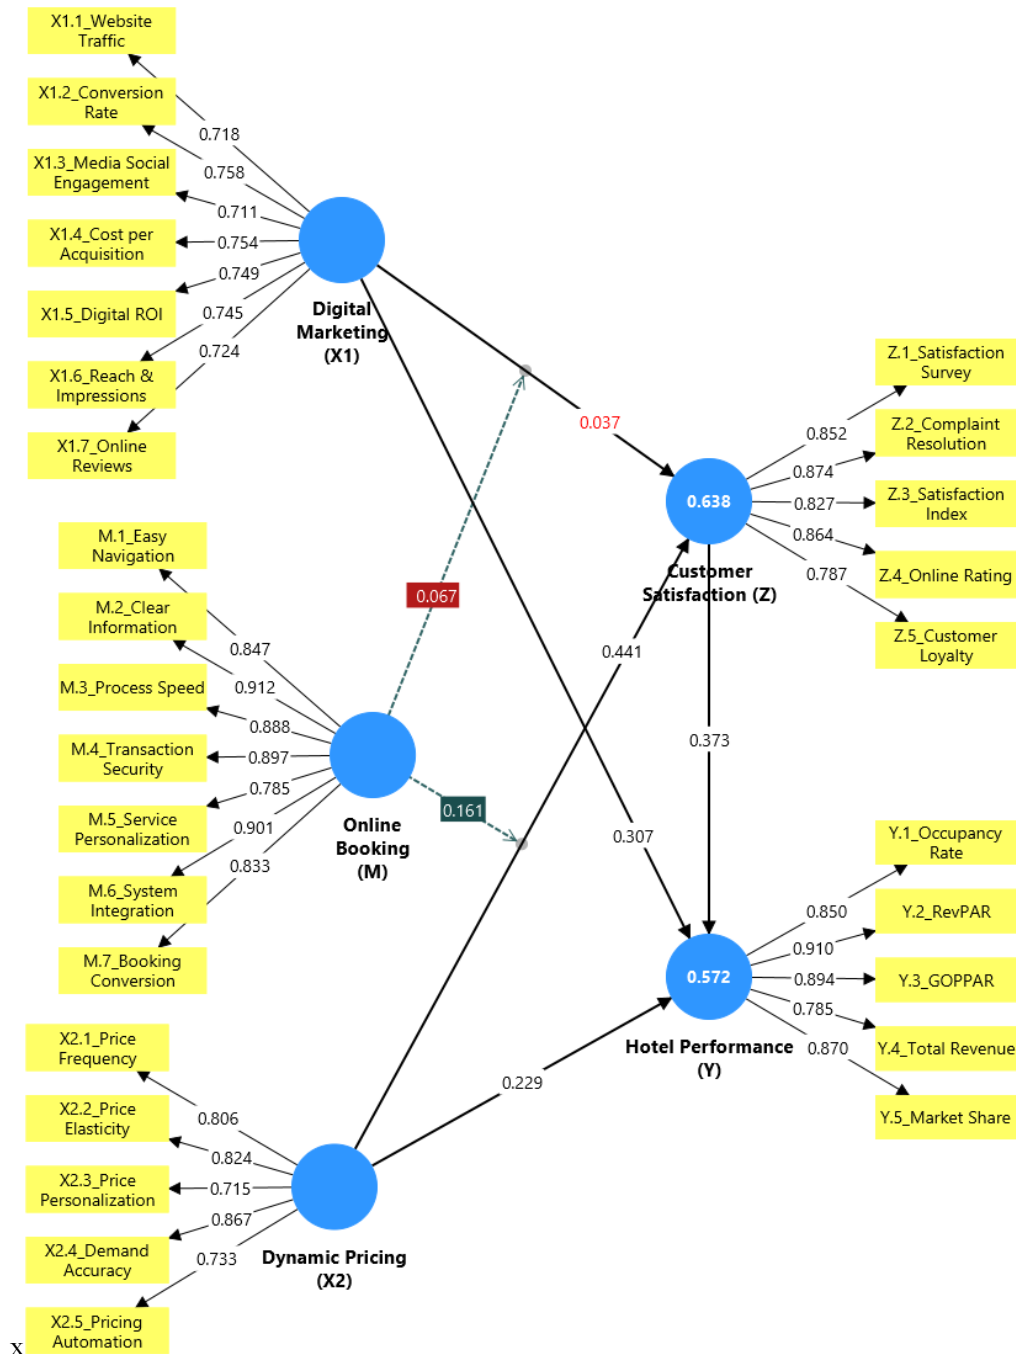 X1.1_Website
Traffic
X1.2_Conversion
Rate
X1.3_Media Social
Engagement
X1.4_Cost per
Acquisition
X1.5_Digital ROI
X1.6_Reach &
Impressions
X1.7_Online
Reviews
0.718
0.758
0.711
0.754
0.749
0.745
0.724
Digital
Marketing
(X1)
0.037
0.067
M.1_Easy
Navigation
M.2_Clear
Information
M.3_Process Speed
M.4_Transaction
Security
M.5_Service
Personalization
M.6_System
Integration
M.7_Booking
Conversion
0.847
0.912
0.888
0.897
0.785
0.901
0.833
Online
Booking
(M)
0.161
0.441
0.373
0.307
0.638
Customer
Satisfaction (Z)
0.852
0.874
0.827
0.864
0.787
Z.1_Satisfaction
Survey
Z.2_Complaint
Resolution
Z.3_Satisfaction
Index
Z.4_Online Rating
Z.5_Customer
Loyalty
X2.1_Price
Frequency
X2.2_Price
Elasticity
X2.3_Price
Personalization
X2.4_Demand
Accuracy
X2.5_Pricing
Automation
0.806
0.824
0.715
0.867
0.733
Dynamic Pricing
(X2)
0.229
0.572
Hotel Performance
(Y)
0.850
0.910
0.894
0.785
0.870
Y.1_Occupancy
Rate
Y.2_RevPAR
Y.3_GOPPAR
Y.4_Total Revenue
Y.5_Market Share
x